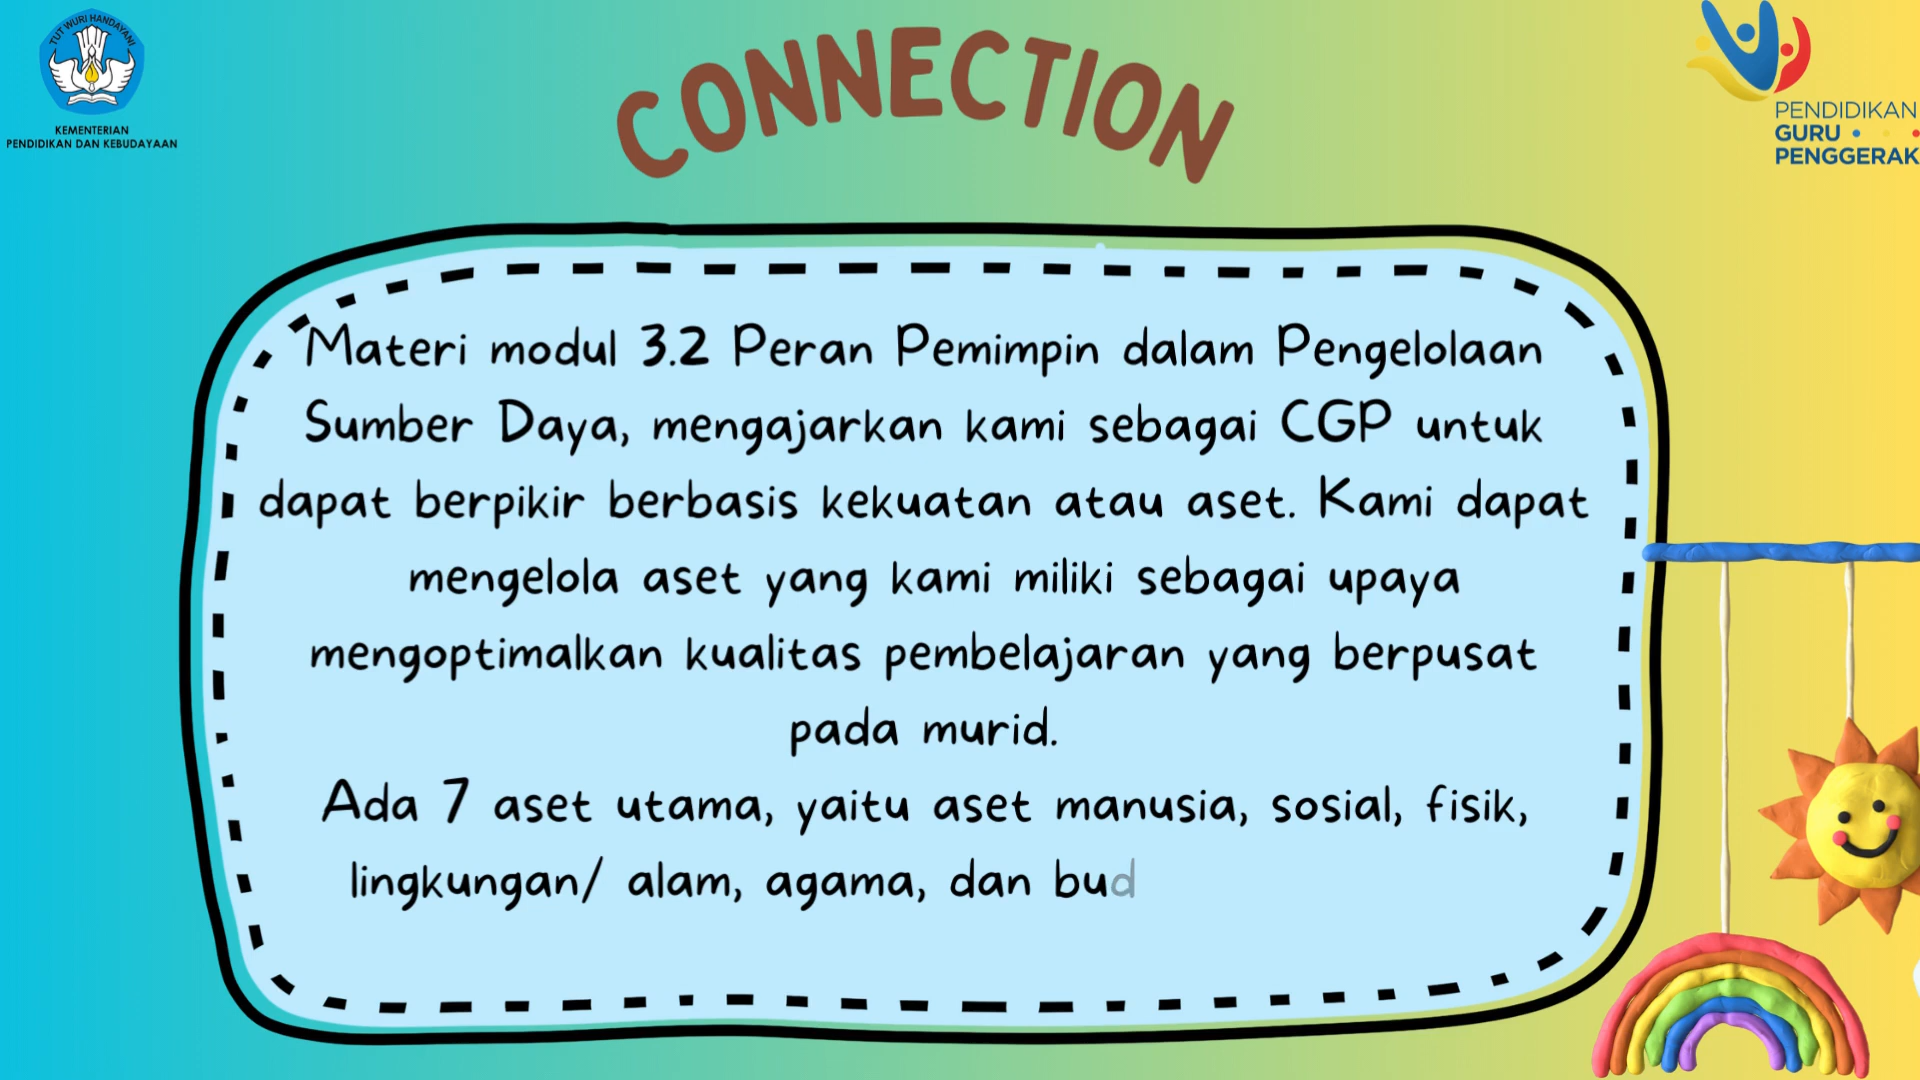 TUT WURI HANDAYANI
KEMENTERIAN
PENDIDIKAN DAN KEBUDAYAAN
CONNECTION
PENDIDIKAN
GURU
PENGGERAK
Materi modul 3.2 Peran Pemimpin dalam Pengelolaan
Sumber Daya, mengajarkan kami sebagai CGP untuk
dapat berpikir berbasis kekuatan atau aset. Kami dapat
mengelola aset yang kami miliki sebagai upaya
mengoptimalkan kualitas pembelajaran yang berpusat
pada murid.
Ada 7 aset utama, yaitu aset manusia, sosial, fisik,
lingkungan/ alam, agama, dan bud